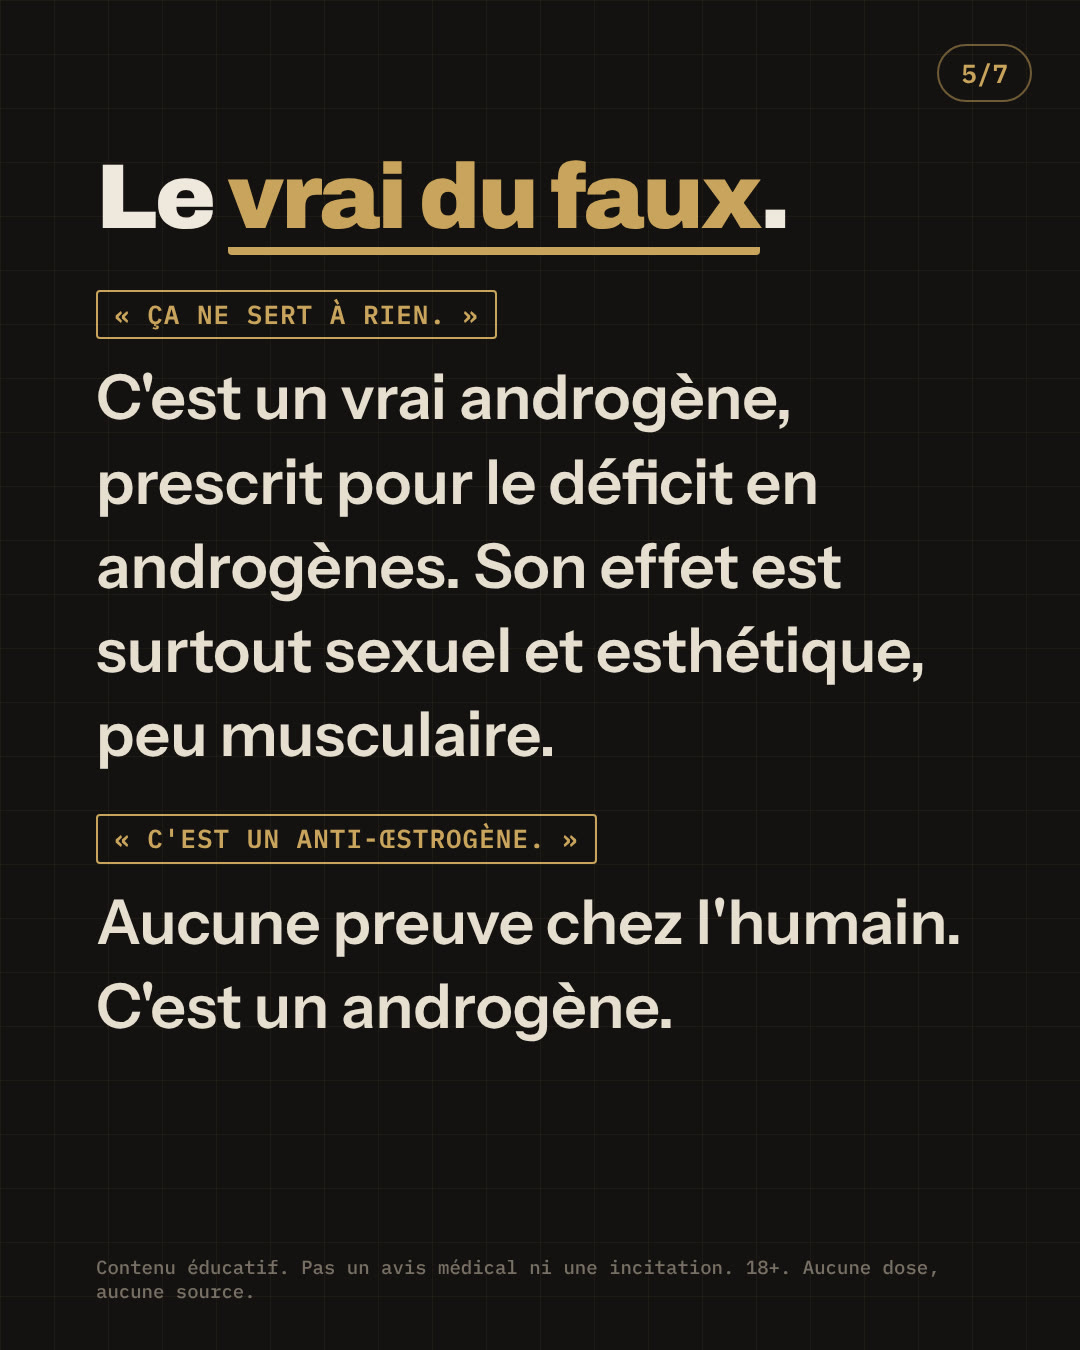 5/7
Le vrai du faux.
« ÇA NE SERT À RIEN. »
C'est un vrai androgène,
prescrit pour le déficit en
androgènes. Son effet est
surtout sexuel et esthétique,
peu musculaire.
« C'EST UN ANTI-ŒSTROGÈNE. »
Aucune preuve chez l'humain.
C'est un androgène.
Contenu éducatif. Pas un avis médical ni une incitation. 18+. Aucune dose,
aucune source.